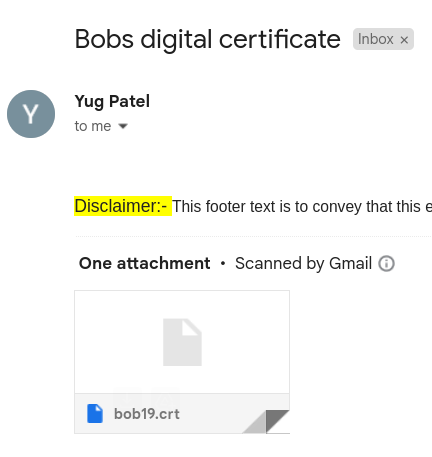 Bobs digital certificate Inbox ×
Y
Yug Patel
to me
Disclaimer:- This footer text is to convey that this e
One attachment • Scanned by Gmail
bob19.crt